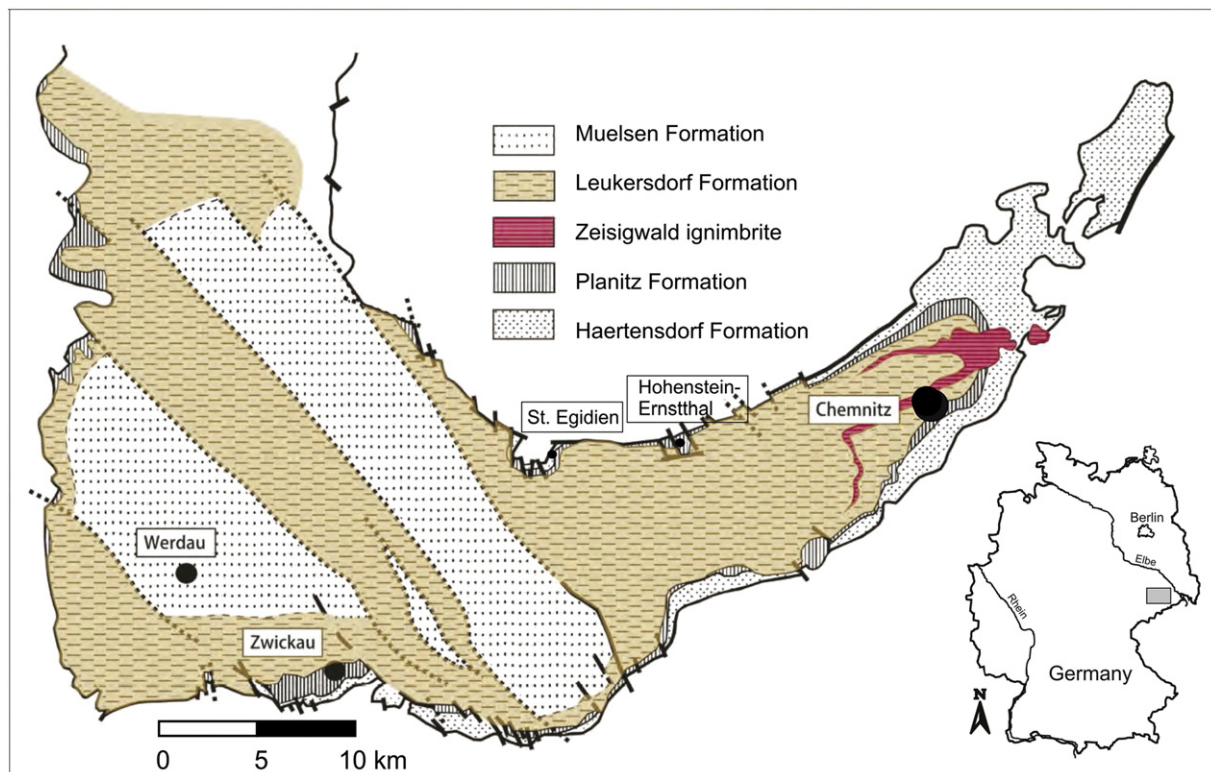 Muelsen Formation
Leukersdorf Formation
Zeisigwald ignimbrite
Planitz Formation
Haertensdorf Formation
Hohenstein-
Ernstthal
St. Egidien
Chemnitz
Werdau
Zwickau
0 5 10 km
Berlin
Elbe
Rhein
Germany
N